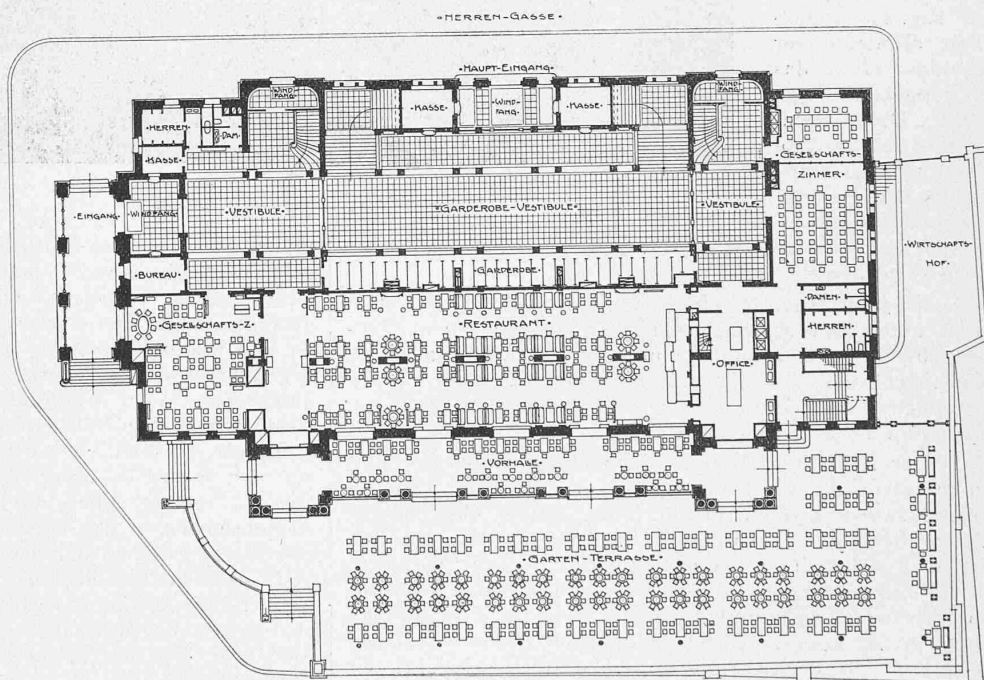 •HERREN-GASSE•
•HAUPT-EINGANG•
WIND
FANG
•KASSE•
•WIND-
FANG•
•KASSE•
WIND
FANG
•HERREN•
•DAM.
•KASSE•
•GESELLSCHAFTS-
ZIMMER•
•EINGANG•
•WINDFANG•
•VESTIBULE•
•GARDEROBE-VESTIBULE•
•VESTIBULE•
•WIRTSCHAFTS-
HOF•
•BUREAU•
•GARDEROBE•
•DAMEN•
•GESELLSCHAFTS-Z•
•RESTAURANT•
•HERREN•
•OFFICE•
•VORHALLE•
•GARTEN-TERRASSE•